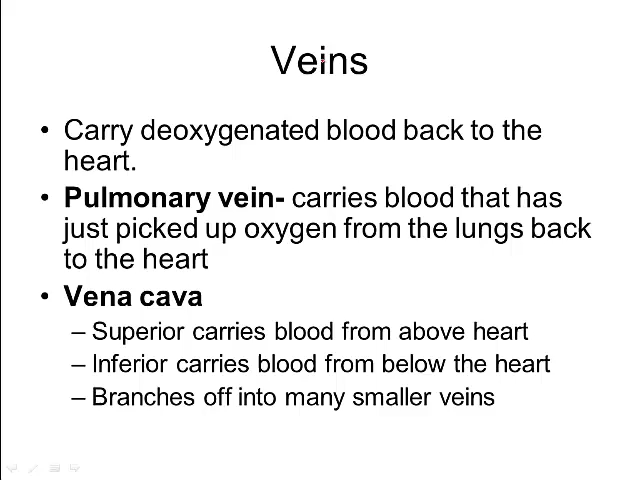 Veins
• Carry deoxygenated blood back to the
heart.
• Pulmonary vein- carries blood that has
just picked up oxygen from the lungs back
to the heart
• Vena cava
– Superior carries blood from above heart
– Inferior carries blood from below the heart
– Branches off into many smaller veins